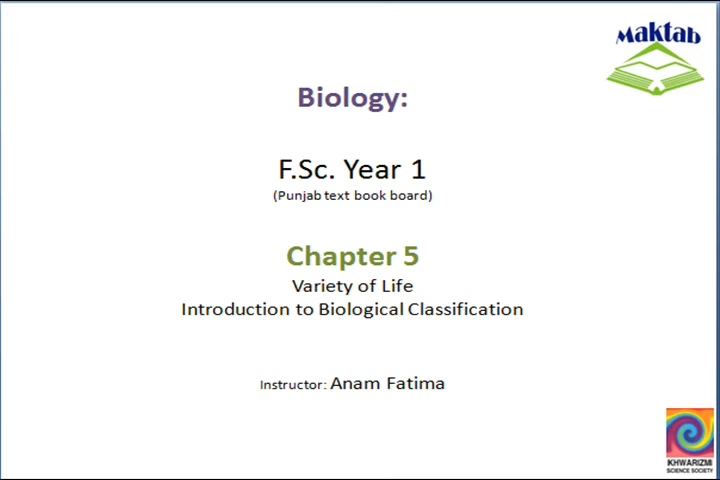 Maktab
Biology:
F.Sc. Year 1
(Punjab text book board)
Chapter 5
Variety of Life
Introduction to Biological Classification
Instructor: Anam Fatima
KHWARIZMI
SCIENCE SOCIETY